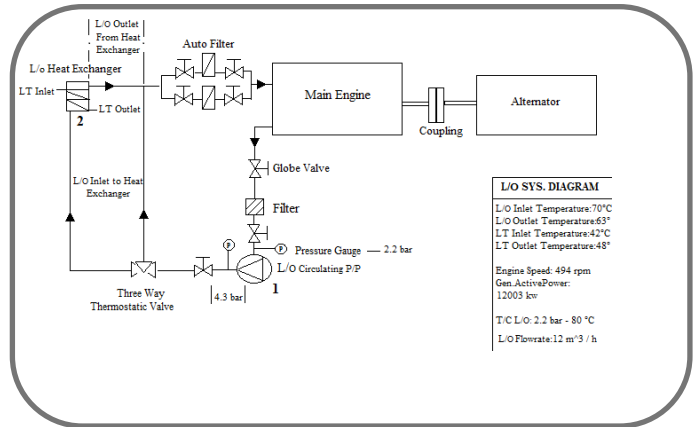 L/O Outlet
From Heat
Exchanger
Auto Filter
L/o Heat Exchanger
LT Inlet
LT Outlet
2
Main Engine
Alternator
Coupling
L/O Inlet to Heat
Exchanger
Globe Valve
Filter
P
P
Pressure Gauge — 2.2 bar
L/O Circulating P/P
1
4.3 bar
Three Way
Thermostatic Valve
L/O SYS. DIAGRAM
L/O Inlet Temperature:70°C
L/O Outlet Temperature:63°
LT Inlet Temperature:42°C
LT Outlet Temperature:48°
Engine Speed: 494 rpm
Gen.ActivePower:
12003 kw
T/C L/O: 2.2 bar - 80 °C
L/O Flowrate:12 m^3 / h